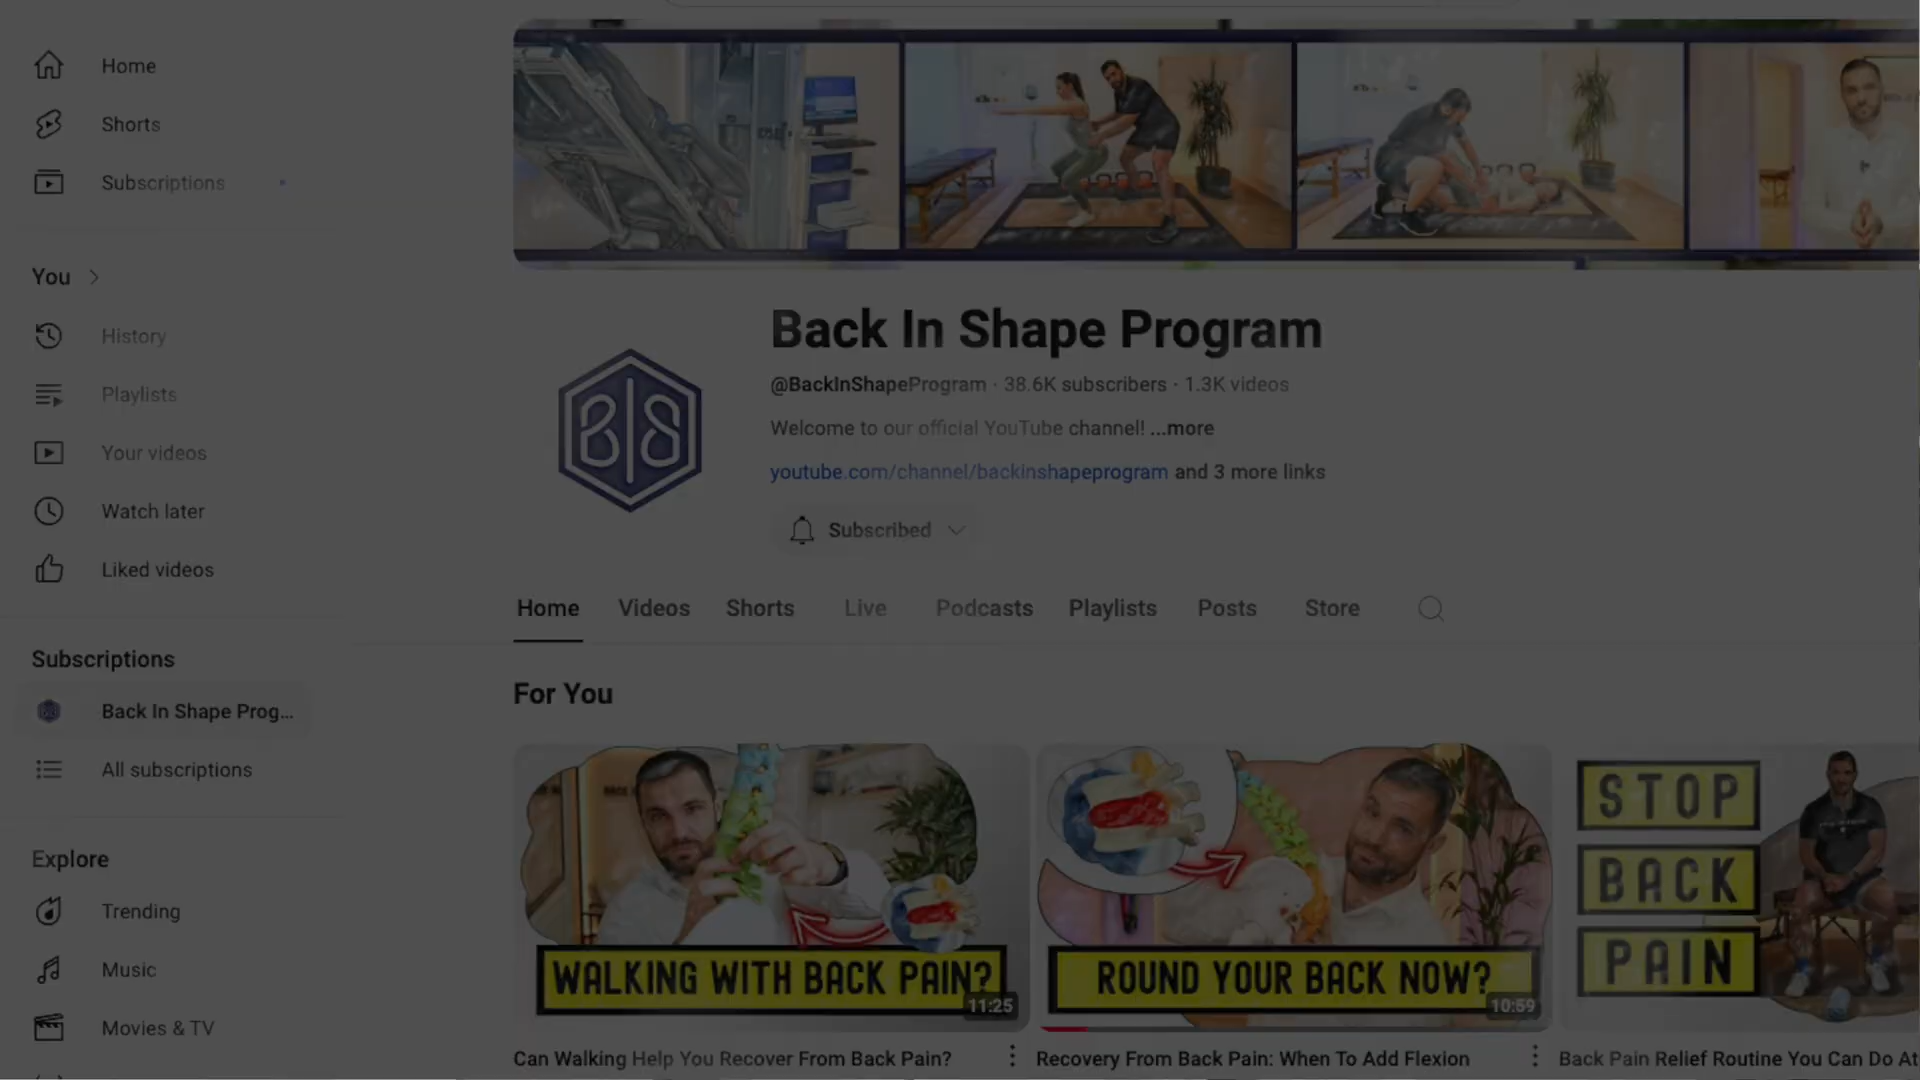 Home
Shorts
Subscriptions
You
History
Playlists
Your videos
Watch later
Liked videos
Subscriptions
Back In Shape Prog...
All subscriptions
Explore
Trending
Music
Movies & TV
Back In Shape Program
@BackInShapeProgram · 38.6K subscribers · 1.3K videos
Welcome to our official YouTube channel! ...more
youtube.com/channel/backinshapeprogram and 3 more links
Subscribed
Home Videos Shorts Live Podcasts Playlists Posts Store
For You
WALKING WITH BACK PAIN?
11:25
Can Walking Help You Recover From Back Pain?
ROUND YOUR BACK NOW?
10:59
Recovery From Back Pain: When To Add Flexion
STOP
BACK
PAIN
Back Pain Relief Routine You Can Do At